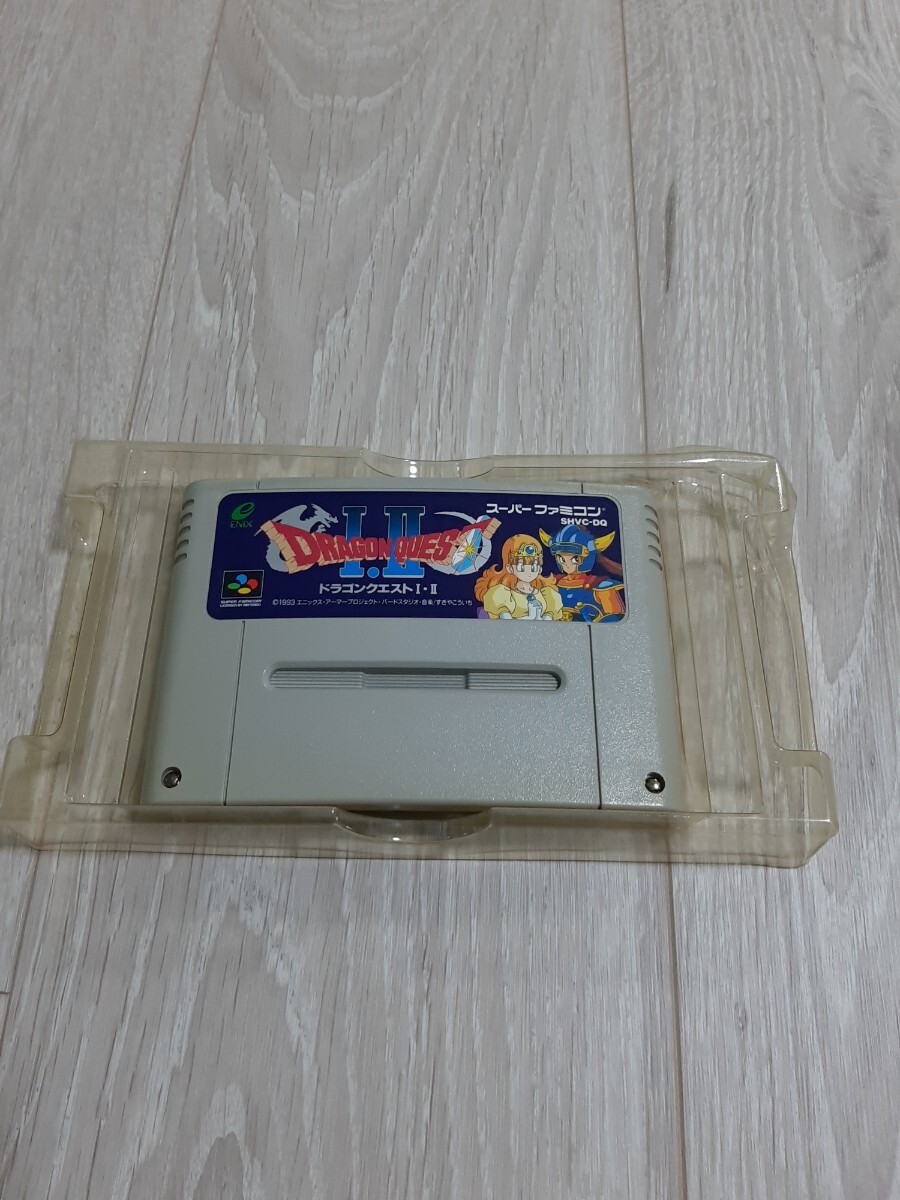 ENIX
I・II
DRAGON QUEST
ドラゴンクエストI・II
©1993 エニックス・アーマープロジェクト・バードスタジオ・音楽/すぎやこういち
スーパーファミコン®
SHVC-DQ
SUPER FAMICOM
LICENSED BY NINTENDO